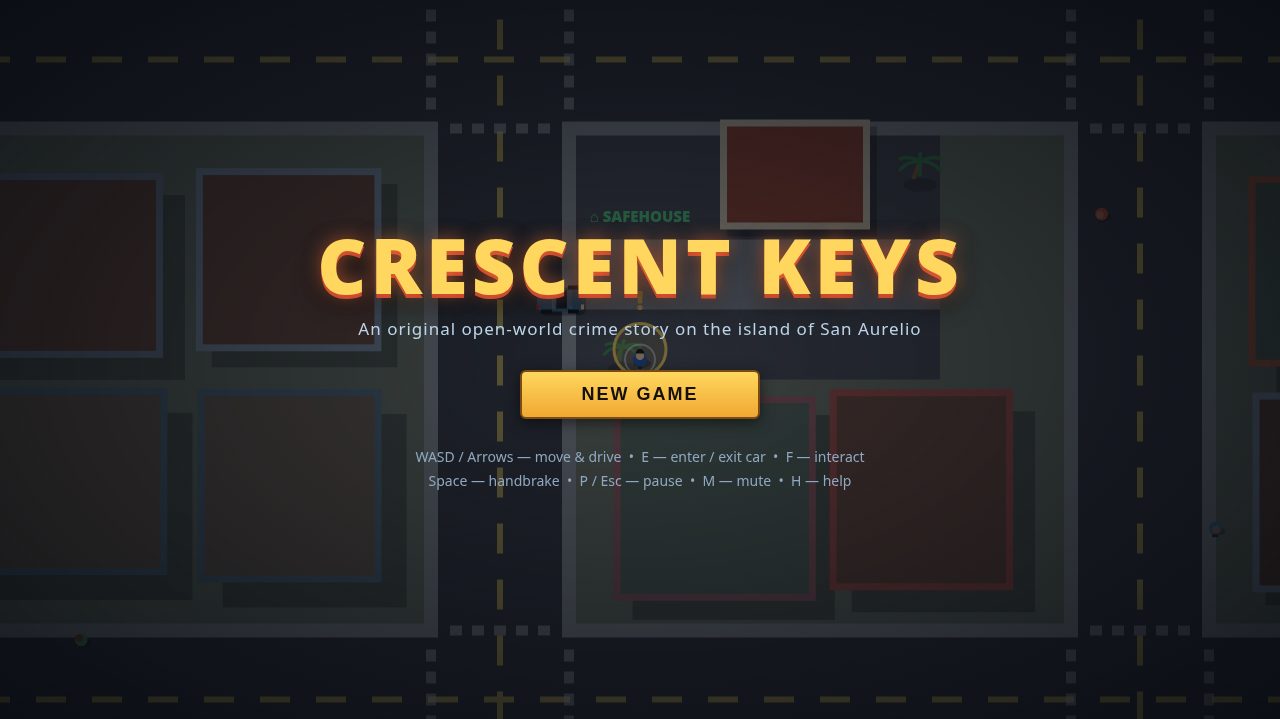 ⌂ SAFEHOUSE
CRESCENT KEYS
An original open-world crime story on the island of San Aurelio
NEW GAME
WASD / Arrows — move & drive • E — enter / exit car • F — interact
Space — handbrake • P / Esc — pause • M — mute • H — help